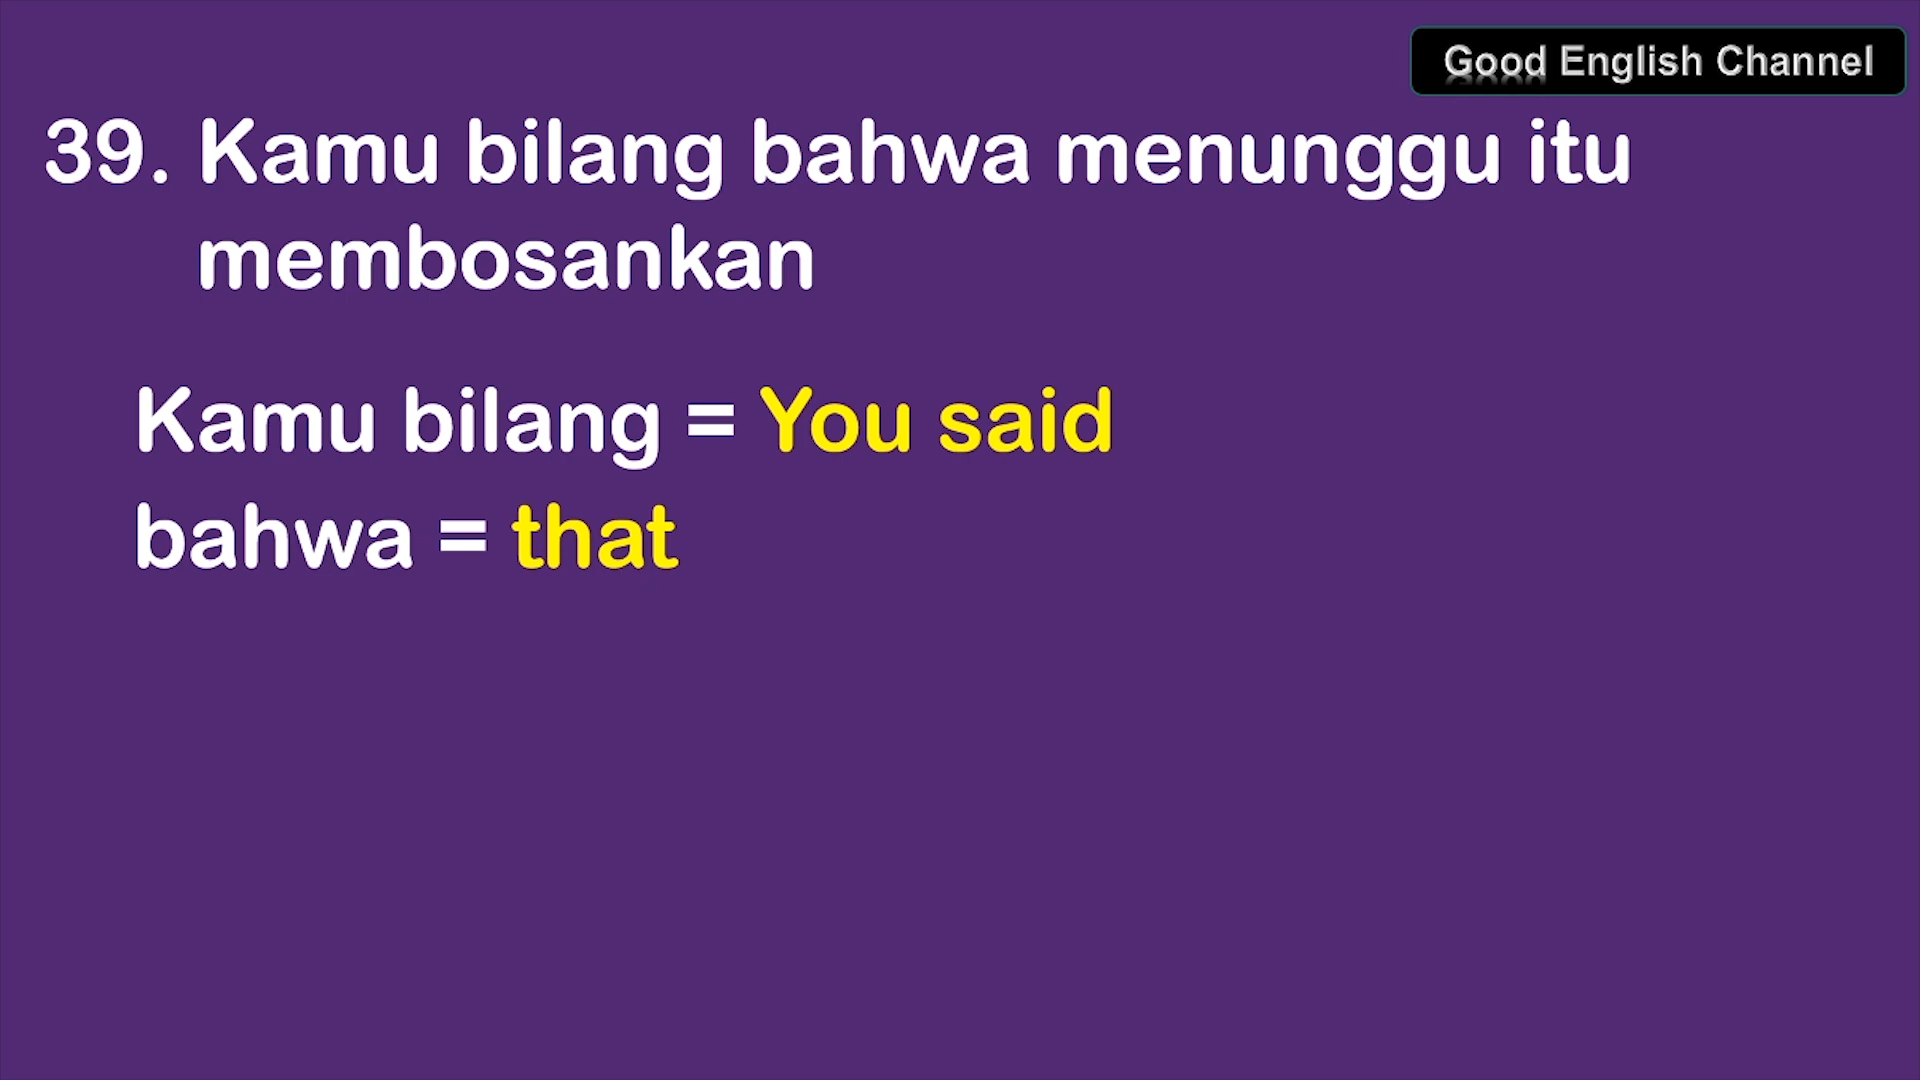 Good English Channel
39. Kamu bilang bahwa menunggu itu
membosankan
Kamu bilang = You said
bahwa = that